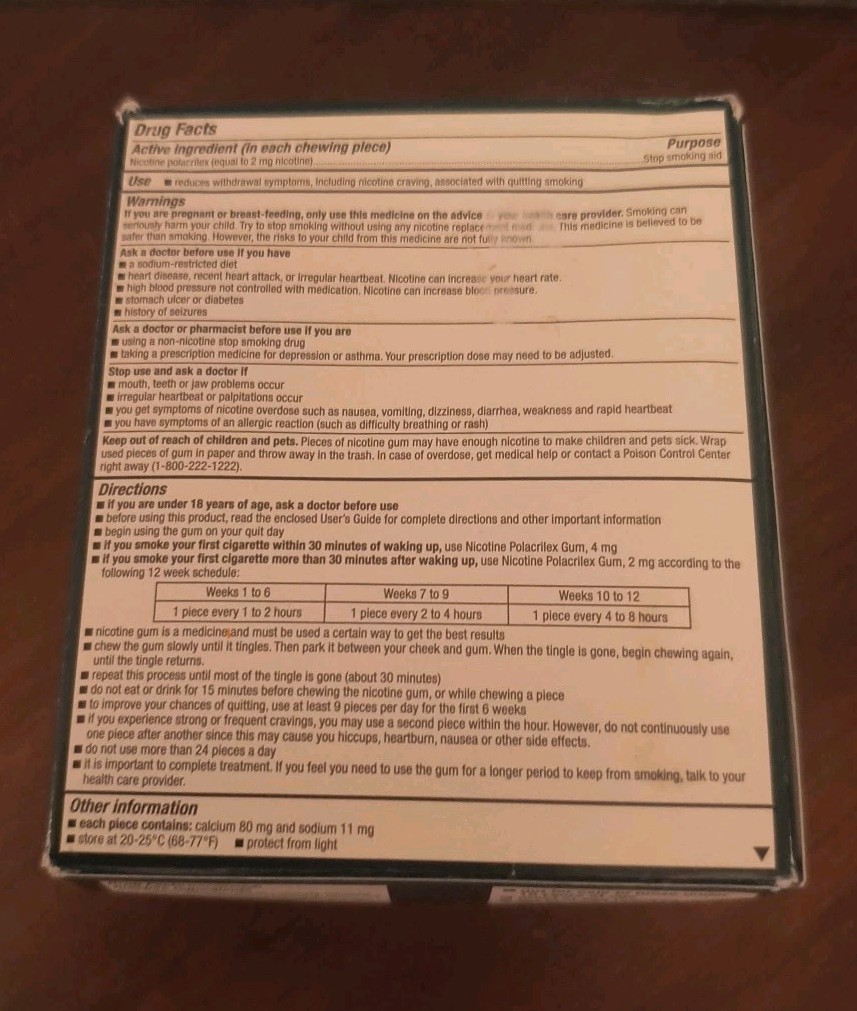 Drug Facts
Active ingredient (in each chewing piece) Purpose
Nicotine polacrilex (equal to 2 mg nicotine) Stop smoking aid
Use ■ reduces withdrawal symptoms, including nicotine craving, associated with quitting smoking
Warnings
If you are pregnant or breast-feeding, only use this medicine on the advice care provider. Smoking can
seriously harm your child. Try to stop smoking without using any nicotine This medicine is believed to be
safer than smoking. However, the risks to your child from this medicine are not fully known.
Ask a doctor before use if you have
■ a sodium-restricted diet
■ heart disease, recent heart attack, or irregular heartbeat. Nicotine can increase your heart rate.
■ high blood pressure not controlled with medication. Nicotine can increase blood pressure.
■ stomach ulcer or diabetes
■ history of seizures
Ask a doctor or pharmacist before use if you are
■ using a non-nicotine stop smoking drug
■ taking a prescription medicine for depression or asthma. Your prescription dose may need to be adjusted.
Stop use and ask a doctor if
■ mouth, teeth or jaw problems occur
■ irregular heartbeat or palpitations occur
■ you get symptoms of nicotine overdose such as nausea, vomiting, dizziness, diarrhea, weakness and rapid heartbeat
■ you have symptoms of an allergic reaction (such as difficulty breathing or rash)
Keep out of reach of children and pets. Pieces of nicotine gum may have enough nicotine to make children and pets sick. Wrap
used pieces of gum in paper and throw away in the trash. In case of overdose, get medical help or contact a Poison Control Center
right away (1-800-222-1222).
Directions
■ if you are under 18 years of age, ask a doctor before use
■ before using this product, read the enclosed User's Guide for complete directions and other important information
■ begin using the gum on your quit day
■ if you smoke your first cigarette within 30 minutes of waking up, use Nicotine Polacrilex Gum, 4 mg
■ if you smoke your first cigarette more than 30 minutes after waking up, use Nicotine Polacrilex Gum, 2 mg according to the
following 12 week schedule:
Weeks 1 to 6 Weeks 7 to 9 Weeks 10 to 12
1 piece every 1 to 2 hours 1 piece every 2 to 4 hours 1 piece every 4 to 8 hours
■ nicotine gum is a medicine and must be used a certain way to get the best results
■ chew the gum slowly until it tingles. Then park it between your cheek and gum. When the tingle is gone, begin chewing again,
until the tingle returns.
■ repeat this process until most of the tingle is gone (about 30 minutes)
■ do not eat or drink for 15 minutes before chewing the nicotine gum, or while chewing a piece
■ to improve your chances of quitting, use at least 9 pieces per day for the first 6 weeks
■ if you experience strong or frequent cravings, you may use a second piece within the hour. However, do not continuously use
one piece after another since this may cause you hiccups, heartburn, nausea or other side effects.
■ do not use more than 24 pieces a day
■ it is important to complete treatment. If you feel you need to use the gum for a longer period to keep from smoking, talk to your
health care provider.
Other information
■ each piece contains: calcium 80 mg and sodium 11 mg
■ store at 20-25°C (68-77°F) ■ protect from light